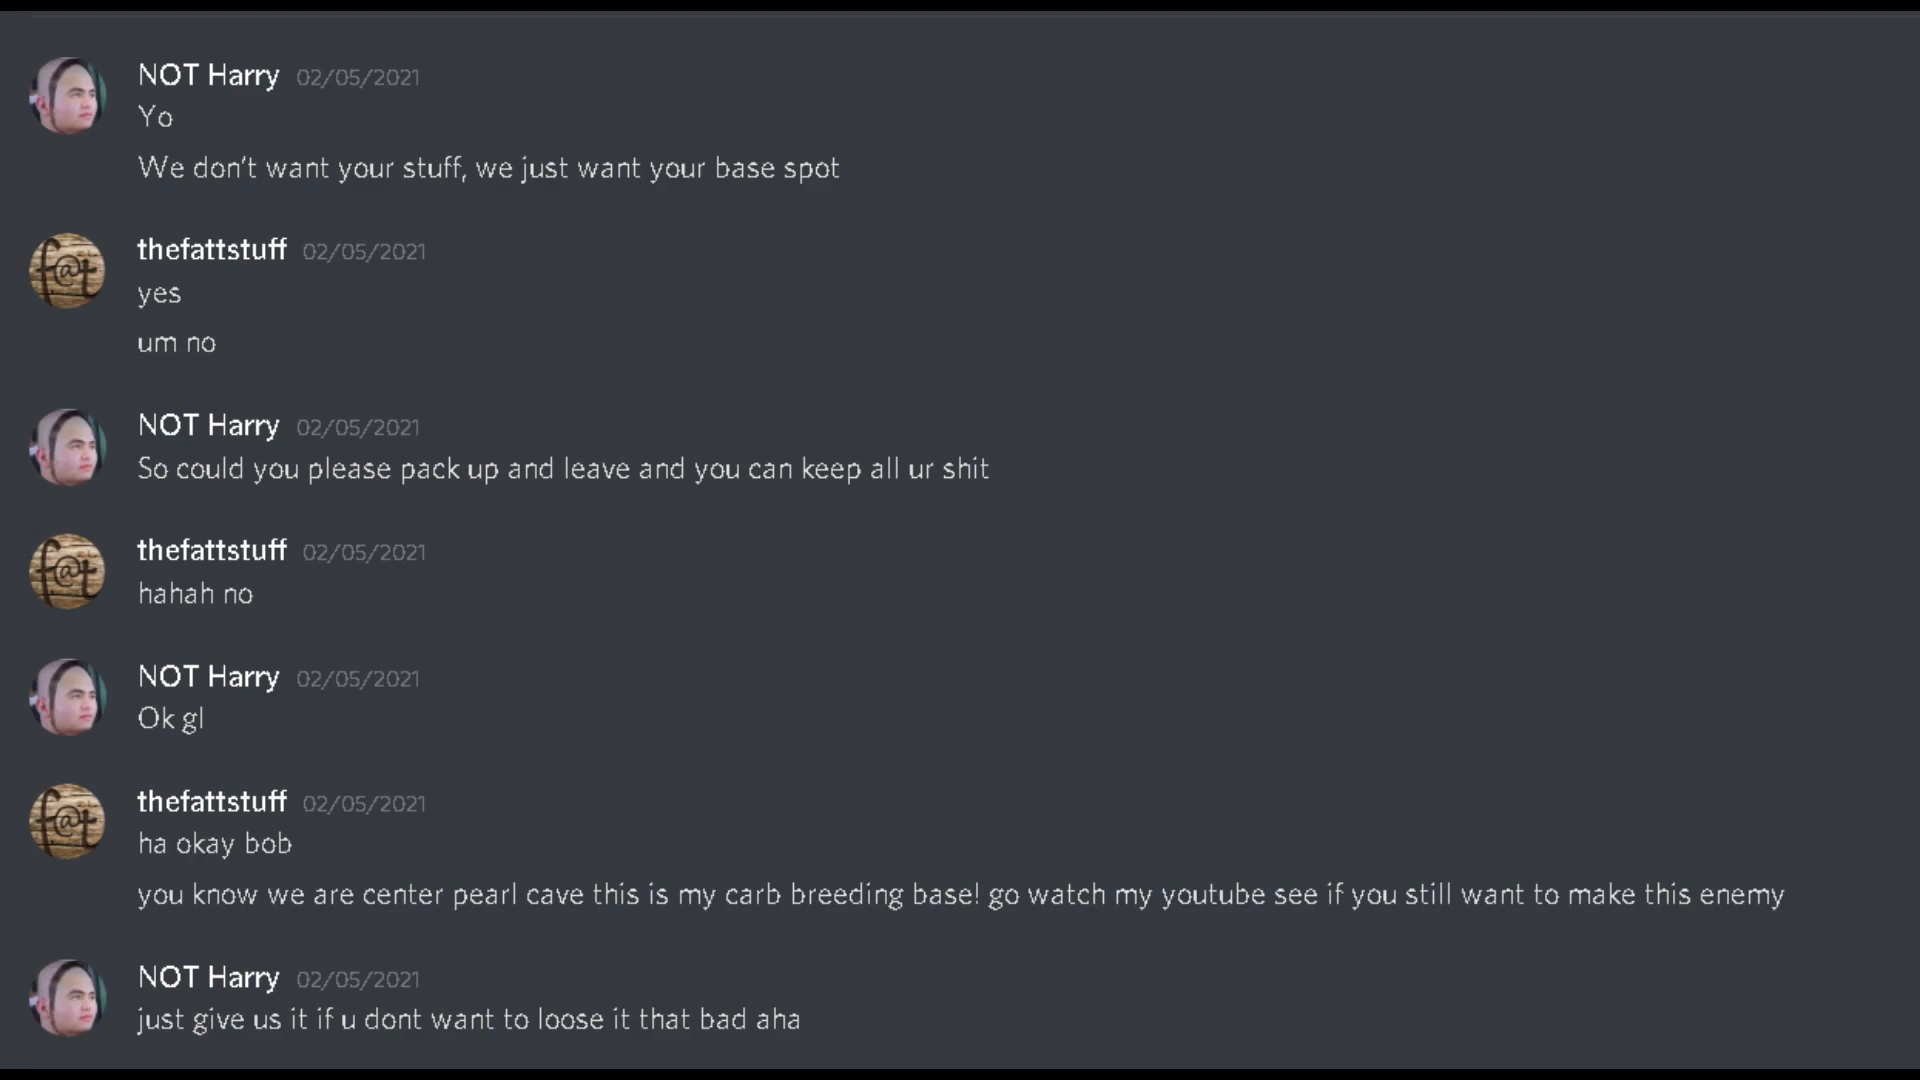 NOT Harry 02/05/2021
Yo
We don't want your stuff, we just want your base spot
thefattstuff 02/05/2021
f@t
yes
um no
NOT Harry 02/05/2021
So could you please pack up and leave and you can keep all ur shit
thefattstuff 02/05/2021
f@t
hahah no
NOT Harry 02/05/2021
Ok gl
thefattstuff 02/05/2021
f@t
ha okay bob
you know we are center pearl cave this is my carb breeding base! go watch my youtube see if you still want to make this enemy
NOT Harry 02/05/2021
just give us it if u dont want to loose it that bad aha